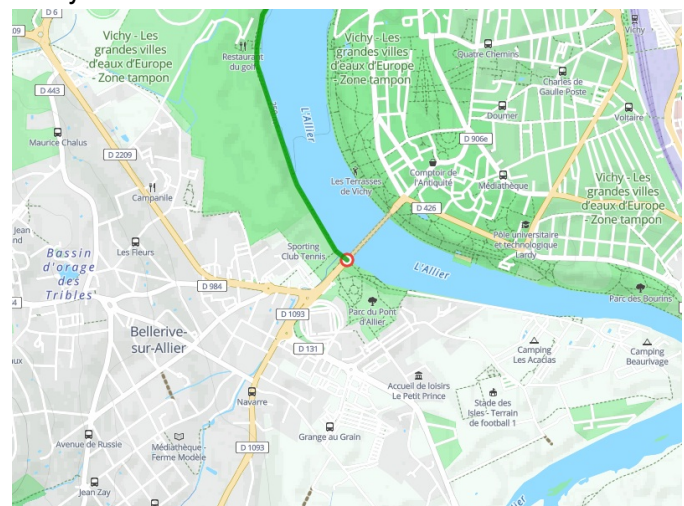 D 6
Vichy - Les
grandes villes
d'eaux d'Europe
- Zone tampon
Restaurant
du golf
Vichy - Les
grandes villes
d'eaux d'Europe
- Zone tampon
Quatre Chemins
Vichy
Charles de
Gaulle Poste
D 443
Doumer
Voltaire
L'Allier
Maurice Chalus
D 2209
D 906e
Comptoir de
l'Antiquité
Médiathèque
Vichy - Les
grandes villes
d'eaux d'Europe
- Zone tampon
Les Terrasses
de Vichy
Campanile
D 426
Jean
Pôle universitaire
et technologique
Lardy
Les Fleurs
Sporting
Club Tennis
Bassin
d'orage
des
Tribles
L'Allier
D 984
Parc des Bourins
D 1093
Parc du Pont
d'Allier
Bellerive-
sur-Allier
D 131
Camping
Les Acacias
Camping
Beaurivage
Accueil de loisirs
Le Petit Prince
Navarre
Stade des
Isles - Terrain
de football 1
Avenue de Russie
Médiathèque -
Ferme Modèle
D 1093
Grange au Grain
Jean Zay